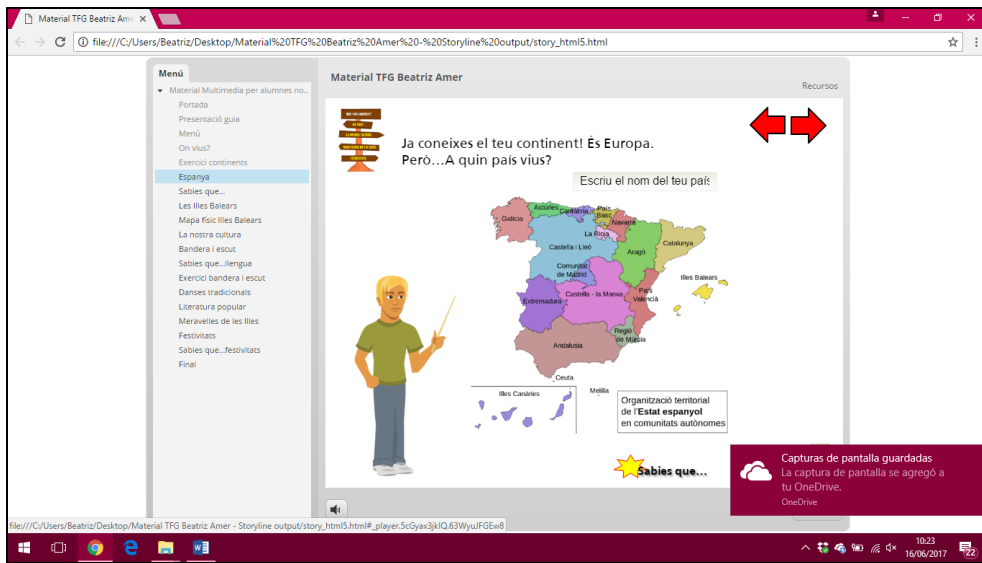 Material TFG Beatriz Ame
file:///C:/Users/Beatriz/Desktop/Material%20TFG%20Beatriz%20Amer%20-%20Storyline%20output/story_html5.html
Menú
Material Multimedia per alumnes no...
Portada
Presentació guia
Menú
On vius?
Exercici continents
Espanya
Sabies que...
Les Illes Balears
Mapa físic Illes Balears
La nostra cultura
Bandera i escut
Sabies que...llengua
Exercici bandera i escut
Danses tradicionals
Literatura popular
Meravelles de les Illes
Festivitats
Sabies que...festivitats
Final
Material TFG Beatriz Amer
Recursos
Ja coneixes el teu continent! És Europa.
Però...A quin país vius?
Escriu el nom del teu país
Galicia
Astúries
Cantàbria
País
Basc
Navarra
La Rioja
Castella i Lleó
Aragó
Catalunya
Comunitat
de Madrid
Illes Balears
Extremadura
Castella - la Manxa
País
Valencià
Regió
de Múrcia
Andalusia
Ceuta
Melilla
Illes Canàries
Organització territorial
de l'Estat espanyol
en comunitats autònomes
Sabies que...
Capturas de pantalla guardadas
La captura de pantalla se agregó a
tu OneDrive.
OneDrive
file:///C:/Users/Beatriz/Desktop/Material TFG Beatriz Amer - Storyline output/story_html5.html#_player.5cGyax3jklQ.63WyuJFGEw8
10:23
16/06/2017
22